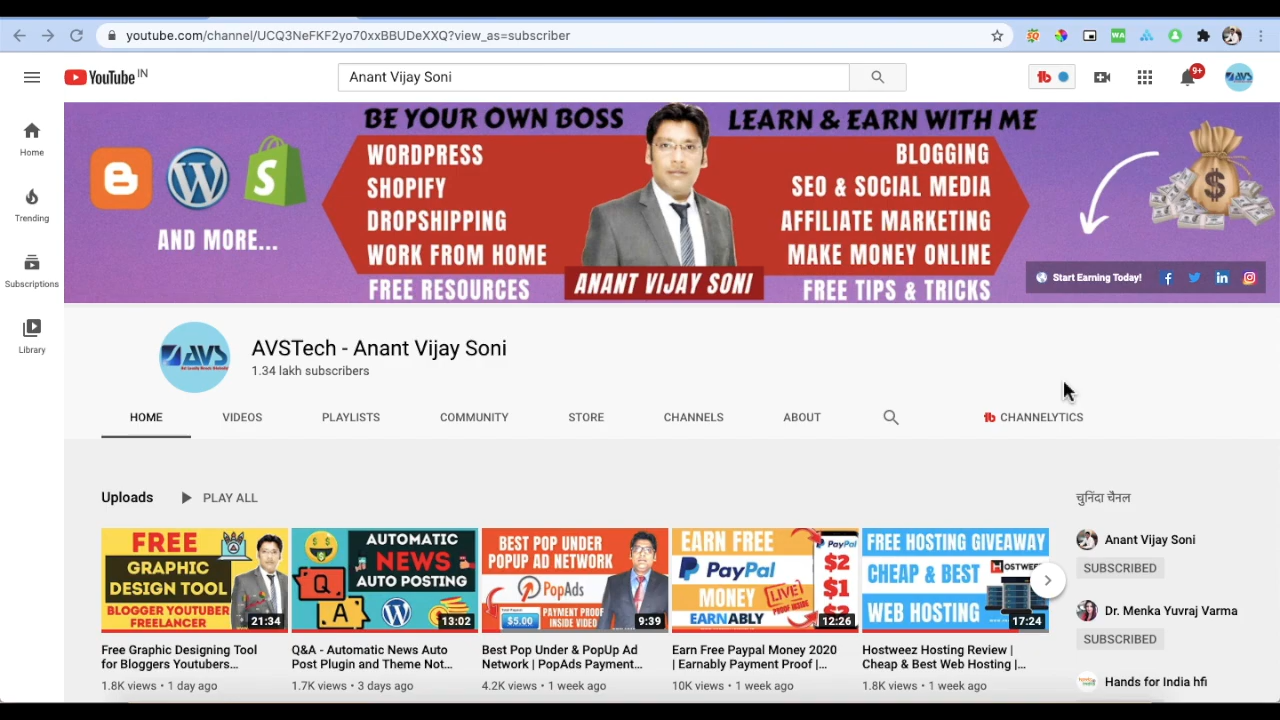 youtube.com/channel/UCQ3NeFKF2yo70xxBBUDeXXQ?view_as=subscriber
YouTube IN
Anant Vijay Soni
9+
AVS
BE YOUR OWN BOSS
LEARN & EARN WITH ME
WORDPRESS
SHOPIFY
DROPSHIPPING
WORK FROM HOME
FREE RESOURCES
BLOGGING
SEO & SOCIAL MEDIA
AFFILIATE MARKETING
MAKE MONEY ONLINE
FREE TIPS & TRICKS
AND MORE...
ANANT VIJAY SONI
Start Earning Today!
Home
Trending
Subscriptions
Library
AVS
AVSTech - Anant Vijay Soni
1.34 lakh subscribers
HOME
VIDEOS
PLAYLISTS
COMMUNITY
STORE
CHANNELS
ABOUT
CHANNELYTICS
Uploads
PLAY ALL
FREE
GRAPHIC
DESIGN TOOL
BLOGGER YOUTUBER
FREELANCER
21:34
Free Graphic Designing Tool
for Bloggers Youtubers...
1.8K views • 1 day ago
AUTOMATIC
NEWS
AUTO POSTING
Q
A
13:02
Q&A - Automatic News Auto
Post Plugin and Theme Not...
1.7K views • 3 days ago
BEST POP UNDER
POPUP AD NETWORK
PopAds
$5.00
PAYMENT PROOF
INSIDE VIDEO
9:39
Best Pop Under & PopUp Ad
Network | PopAds Payment...
4.2K views • 1 week ago
EARN FREE
PayPal
MONEY
EARNABLY
LIVE!
PROOF INSIDE
PayPal
$2
$1
12:26
Earn Free Paypal Money 2020
| Earnably Payment Proof |...
10K views • 1 week ago
FREE HOSTING GIVEAWAY
CHEAP & BEST
WEB HOSTING
17:24
Hostweez Hosting Review |
Cheap & Best Web Hosting |...
1.8K views • 1 week ago
चुनिंदा चैनल
Anant Vijay Soni
SUBSCRIBED
Dr. Menka Yuvraj Varma
SUBSCRIBED
Hands for India hfi